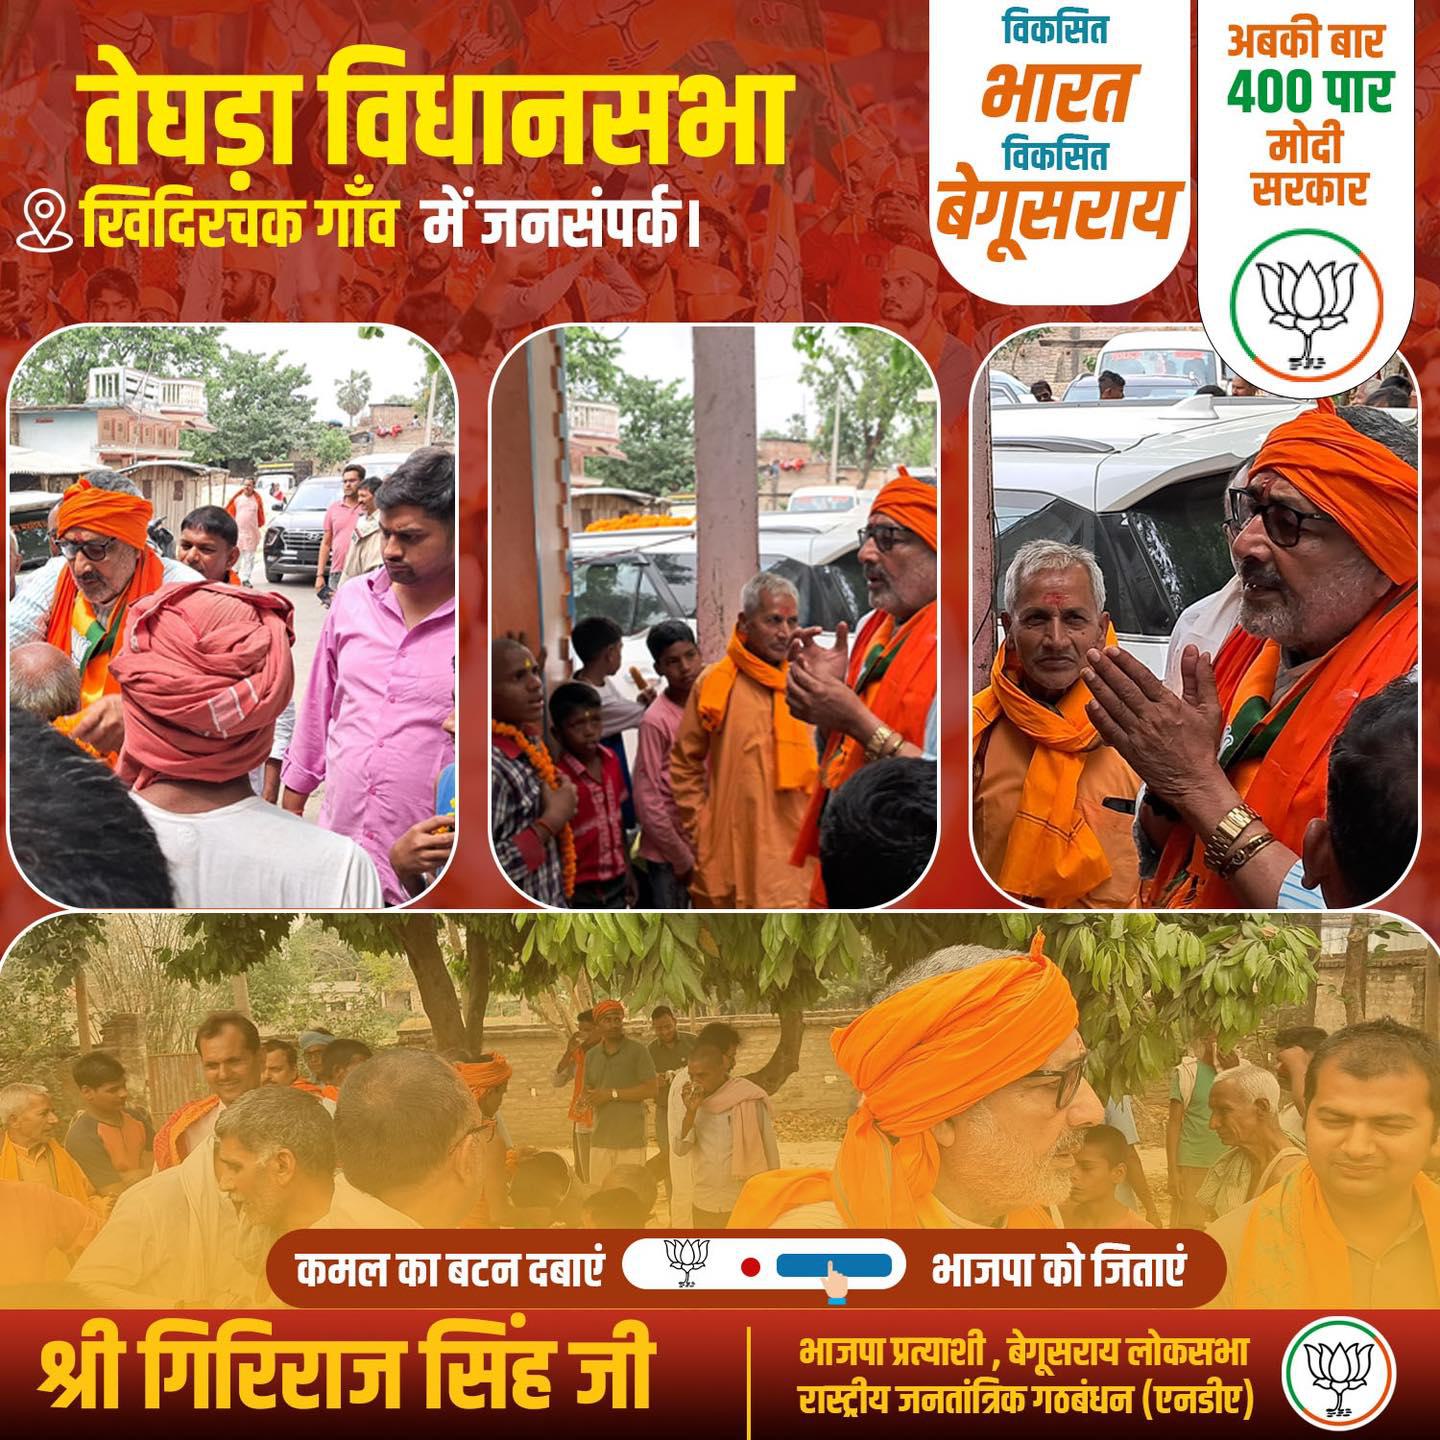 तेघड़ा विधानसभा
खिदिरचंक गाँव में जनसंपर्क।
विकसित
भारत
विकसित
बेगूसराय
अबकी बार
400 पार
मोदी
सरकार
कमल का बटन दबाएं
भाजपा को जिताएं
श्री गिरिराज सिंह जी
भाजपा प्रत्याशी , बेगूसराय लोकसभा
रास्ट्रीय जनतांत्रिक गठबंधन (एनडीए)